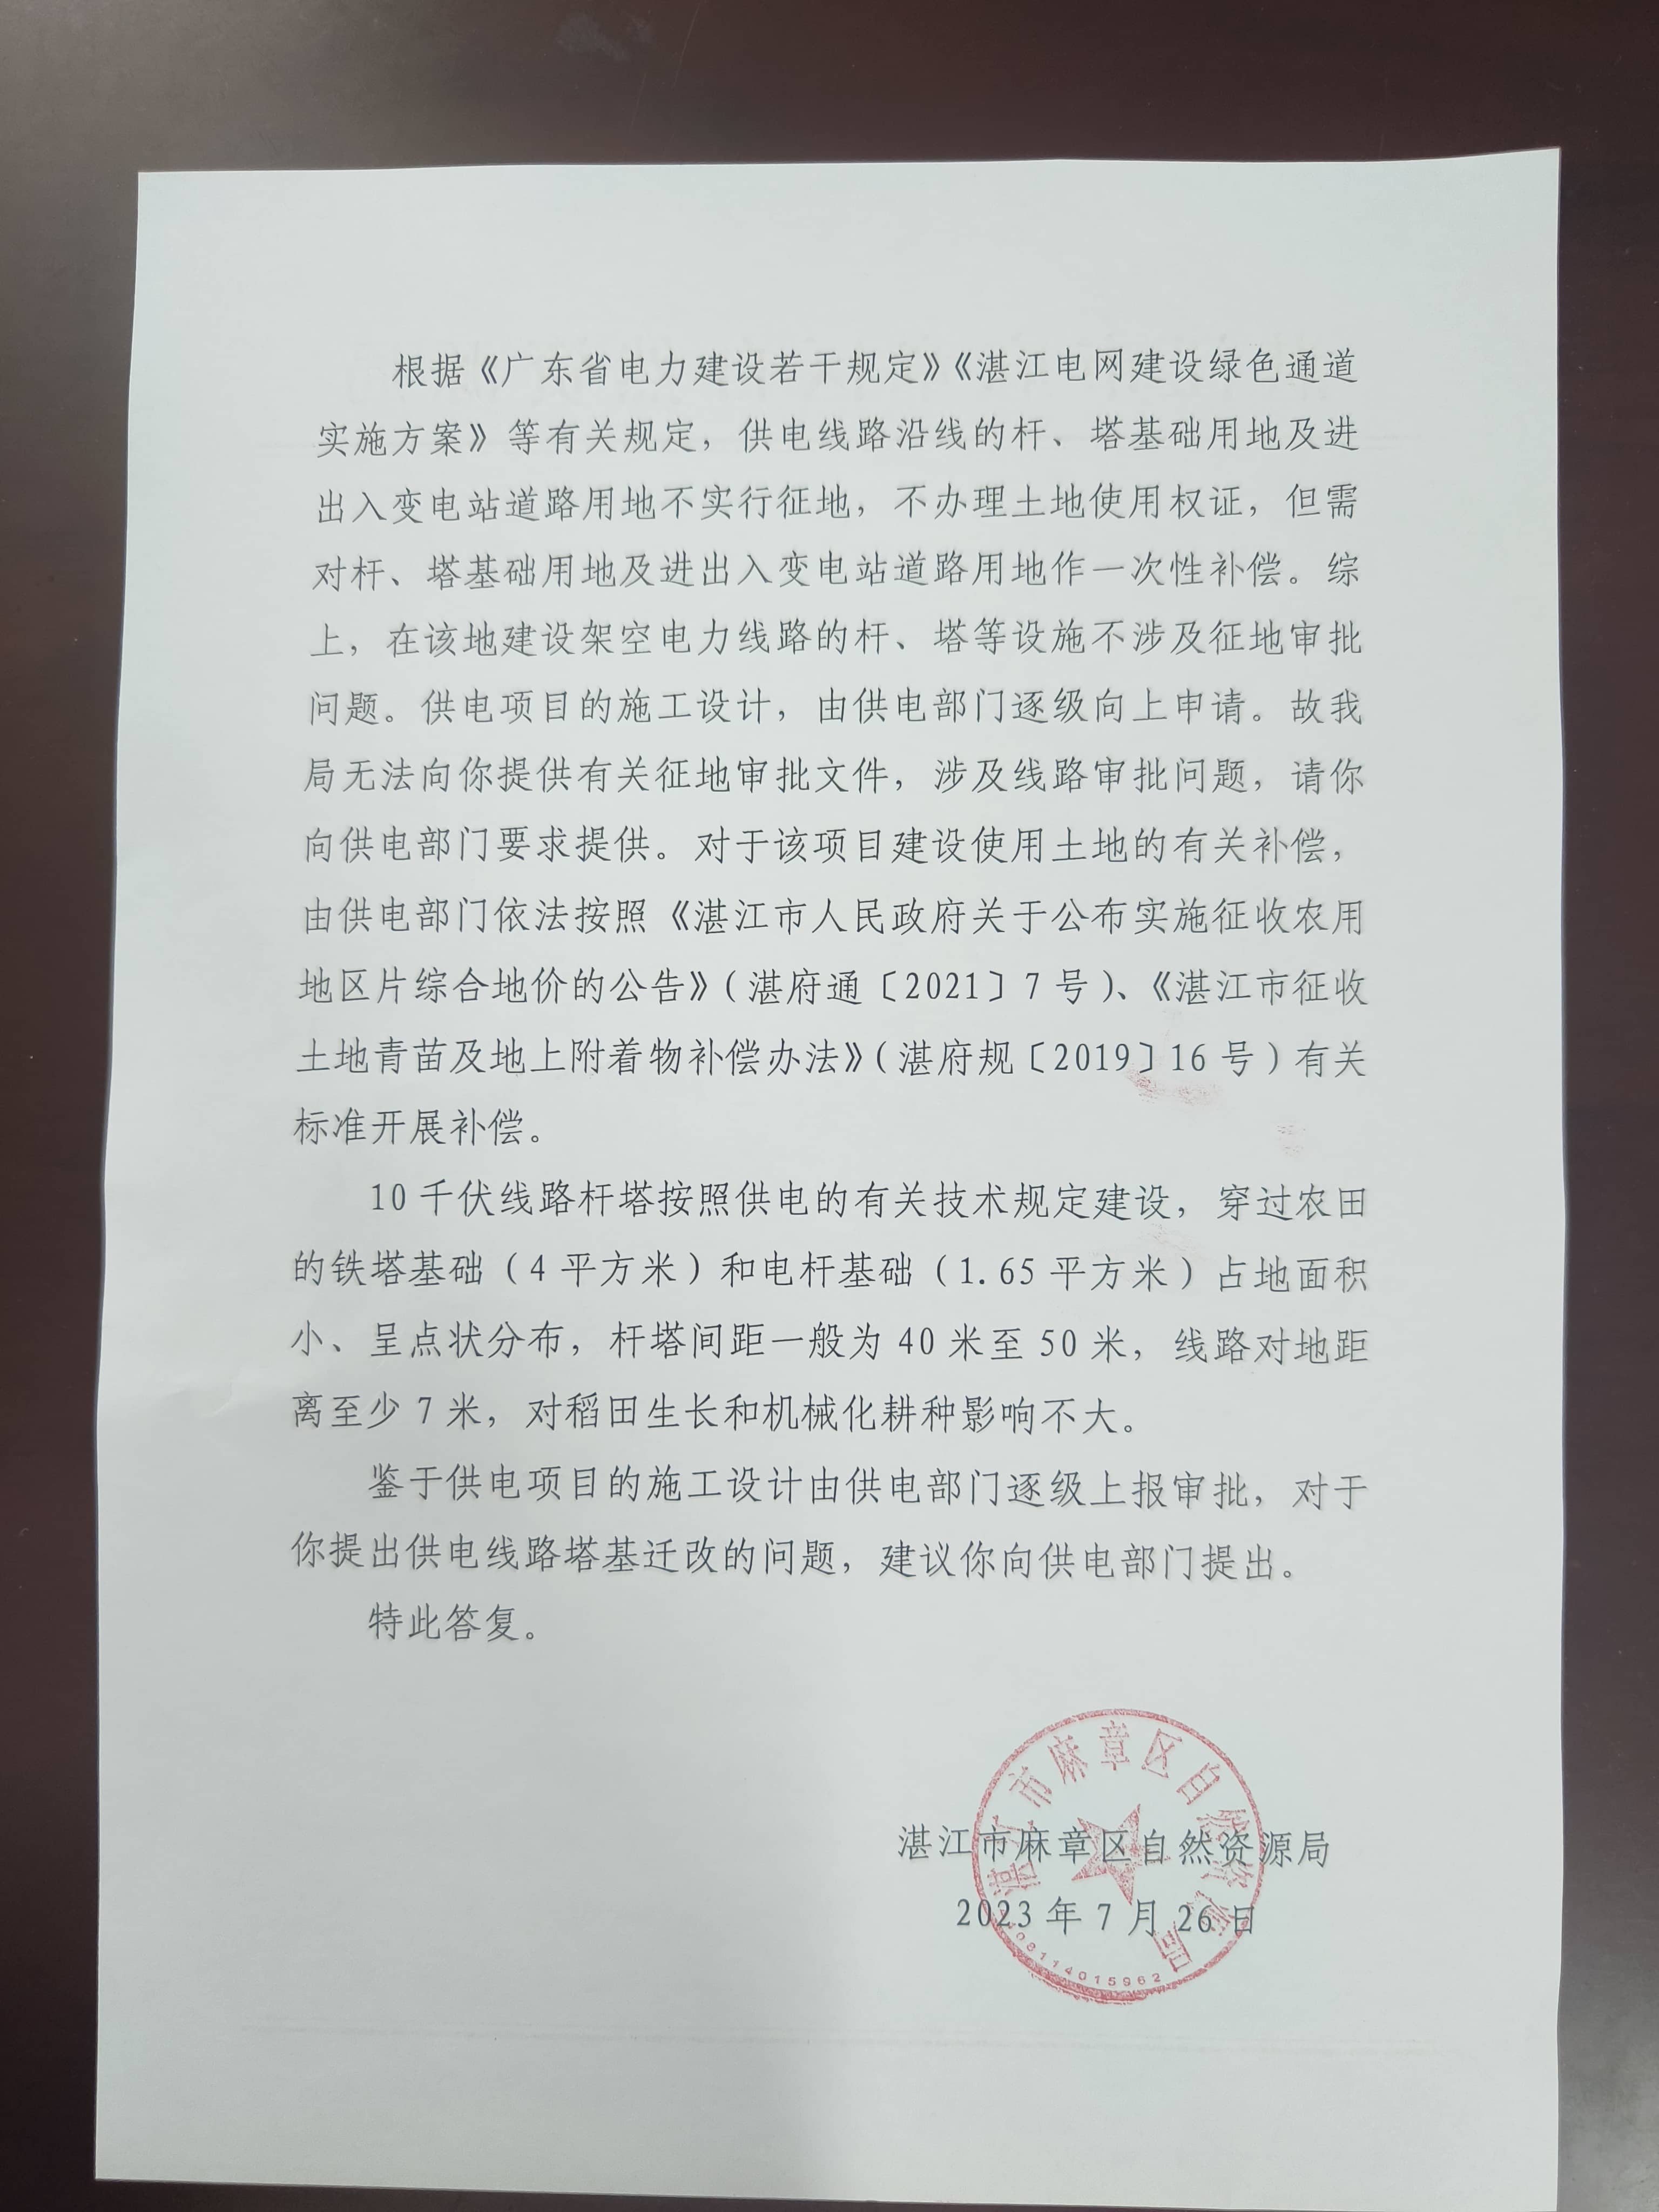 根据《广东省电力建设若干规定》《湛江电网建设绿色通道
实施方案》等有关规定，供电线路沿线的杆、塔基础用地及进
出入变电站道路用地不实行征地，不办理土地使用权证，但需
对杆、塔基础用地及进出入变电站道路用地作一次性补偿。综
上，在该地建设架空电力线路的杆、塔等设施不涉及征地审批
问题。供电项目的施工设计，由供电部门逐级向上申请。故我
局无法向你提供有关征地审批文件，涉及线路审批问题，请你
向供电部门要求提供。对于该项目建设使用土地的有关补偿，
由供电部门依法按照《湛江市人民政府关于公布实施征收农用
地区片综合地价的公告》（湛府通〔2021〕7号）、《湛江市征收
土地青苗及地上附着物补偿办法》（湛府规〔2019〕16号）有关
标准开展补偿。
10千伏线路杆塔按照供电的有关技术规定建设，穿过农田
的铁塔基础（4平方米）和电杆基础（1.65平方米）占地面积
小、呈点状分布，杆塔间距一般为40米至50米，线路对地距
离至少7米，对稻田生长和机械化耕种影响不大。
鉴于供电项目的施工设计由供电部门逐级上报审批，对于
你提出供电线路塔基迁改的问题，建议你向供电部门提出。
特此答复。
湛江市麻章区自然资源局
2023年7月26日
湛江市麻章区自然资源局